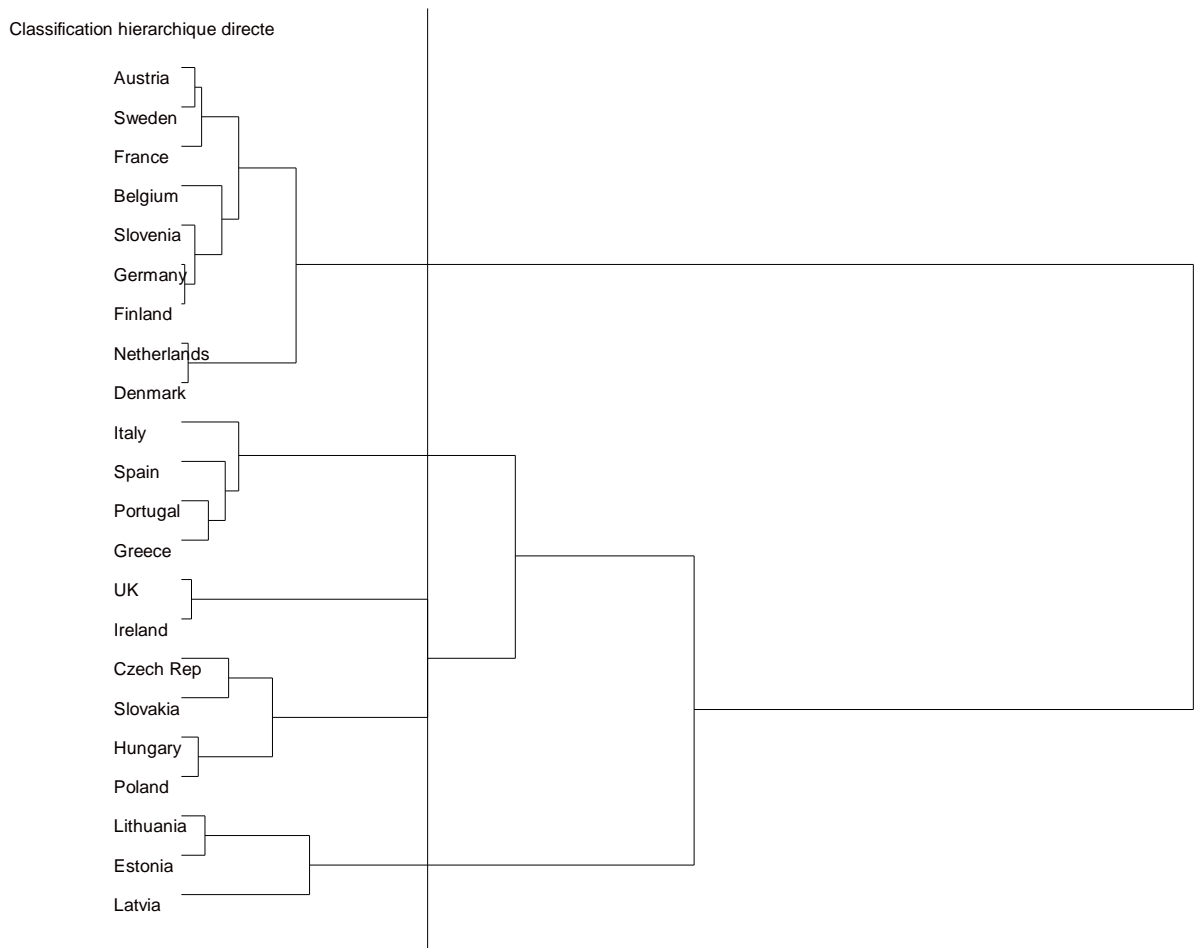 Classification hierarchique directe
Austria
Sweden
France
Belgium
Slovenia
Germany
Finland
Netherlands
Denmark
Italy
Spain
Portugal
Greece
UK
Ireland
Czech Rep
Slovakia
Hungary
Poland
Lithuania
Estonia
Latvia